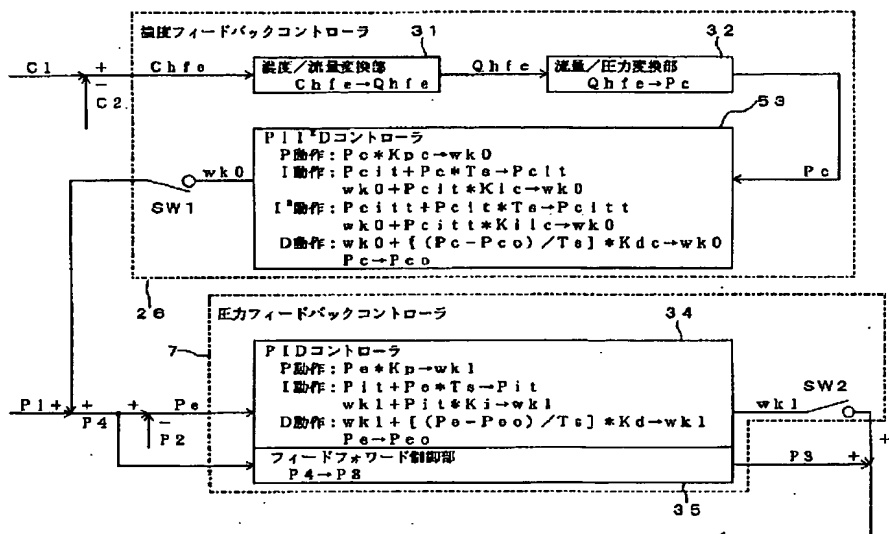 濃度フィードバックコントローラ
31
32
C1
+
−
C2
Chfe
濃度/流量変換部
Chfe→Qhfe
Qhfe
流量/圧力変換部
Qhfe→Pc
53
PII²Dコントローラ
P動作:Pc*Kpc→wk0
I動作:Pcit+Pc*Ts→Pcit
wk0+Pcit*Kic→wk0
I²動作:Pcitt+Pcit*Ts→Pcitt
wk0+Pcitt*Kiic→wk0
D動作:wk0+[(Pc-Pco)/Ts]*Kdc→wk0
Pc→Pco
Pc
wk0
SW1
26
圧力フィードバックコントローラ
7
34
PIDコントローラ
P動作:Pe*Kp→wk1
I動作:Pit+Pe*Ts→Pit
wk1+Pit*Ki→wk1
D動作:wk1+[(Pe-Peo)/Ts]*Kd→wk1
Pe→Peo
P1
+
+
P4
+
−
P2
Pe
wk1
SW2
+
フィードフォワード制御部
P4→P3
P3
+
35